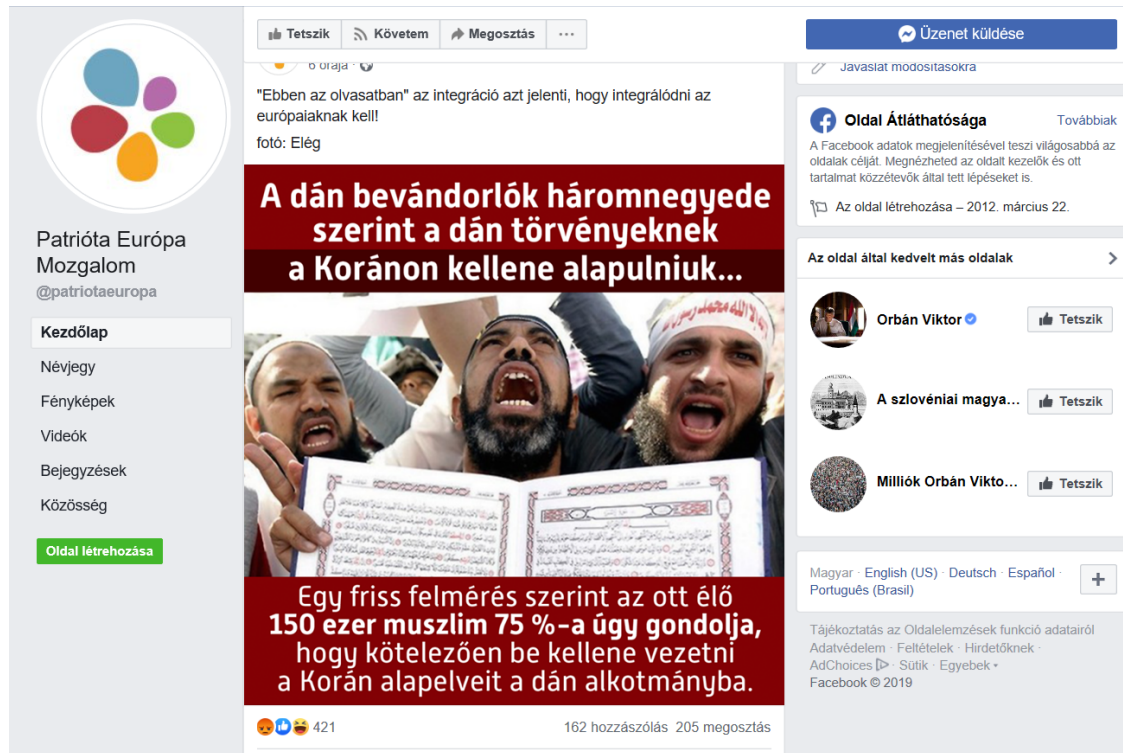 Tetszik
Követem
Megosztás
Üzenet küldése
Patrióta Európa
Mozgalom
@patriotaeuropa
Kezdőlap
Névjegy
Fényképek
Videók
Bejegyzések
Közösség
Oldal létrehozása
6 órája
"Ebben az olvasatban" az integráció azt jelenti, hogy integrálódni az
európaiaknak kell!
fotó: Elég
A dán bevándorlók háromnegyede
szerint a dán törvényeknek
a Koránon kellene alapulniuk...
Egy friss felmérés szerint az ott élő
150 ezer muszlim 75 %-a úgy gondolja,
hogy kötelezően be kellene vezetni
a Korán alapelveit a dán alkotmányba.
421
162 hozzászólás 205 megosztás
Javaslat módosításokra
Oldal Átláthatósága Továbbiak
A Facebook adatok megjelenítésével teszi világosabbá az
oldalak célját. Megnézheted az oldalt kezelők és ott
tartalmat közzétevők által tett lépéseket is.
Az oldal létrehozása – 2012. március 22.
Az oldal által kedvelt más oldalak
Orbán Viktor
Tetszik
A szlovéniai magya...
Tetszik
Milliók Orbán Vikto...
Tetszik
Magyar · English (US) · Deutsch · Español ·
Português (Brasil)
Tájékoztatás az Oldalelemzések funkció adatairól
Adatvédelem · Feltételek · Hirdetőknek ·
AdChoices · Sütik · Egyebek
Facebook © 2019